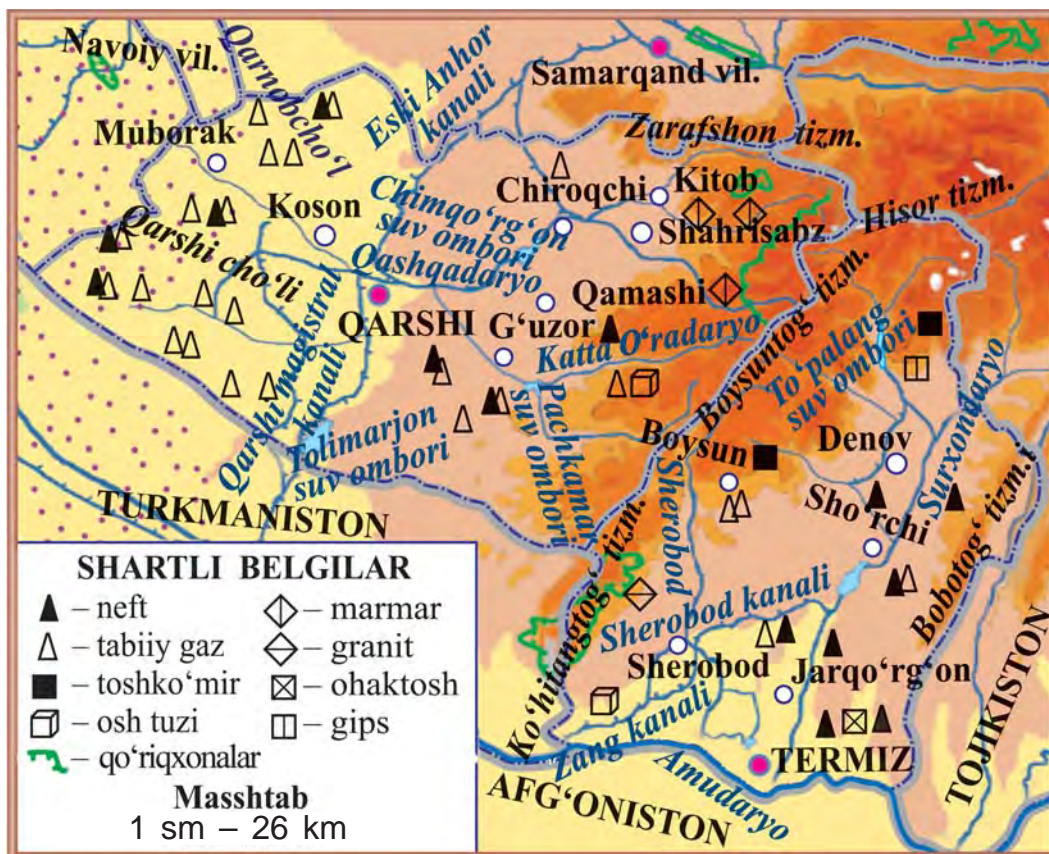 Navoiy vil.
Qarnobcho‘l
Eski Anhor
kanali
Samarqand vil.
Muborak
Zarafshon tizm.
Chiroqchi
Kitob
Hisor tizm.
Koson
Chimqo‘rg‘on
suv ombori
Shahrisabz
Qarshi cho‘li
Qashqadaryo
Qamashi
QARSHI
G‘uzor
Katta O‘radaryo
Boysuntog‘ tizm.
To‘palang
suv ombori
Surxondaryo
Qarshi magistral
kanali
Tolimarjon
suv ombori
Pachkamar
suv ombori
Boysun
Denov
Sherobod
Sho‘rchi
TURKMANISTON
Bobotog‘ tizm.
Ko‘hitangtog‘ tizm.
Sherobod kanali
Sherobod
Jarqo‘rg‘on
Zang kanali
TERMIZ
Amudaryo
AFG‘ONISTON
TOJIKISTON
SHARTLI BELGILAR
– neft
– marmar
– tabiiy gaz
– granit
– toshko‘mir
– ohaktosh
– osh tuzi
– gips
– qo‘riqxonalar
Masshtab
1 sm – 26 km